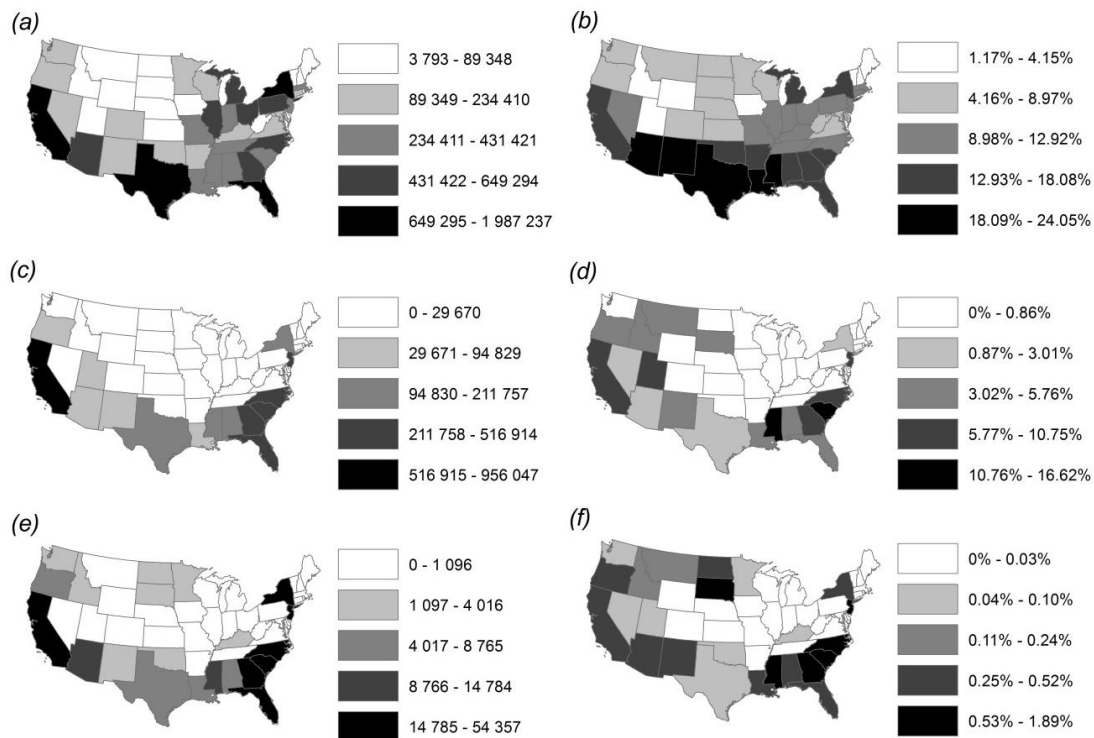 (a)
3 793 - 89 348
89 349 - 234 410
234 411 - 431 421
431 422 - 649 294
649 295 - 1 987 237
(b)
1.17% - 4.15%
4.16% - 8.97%
8.98% - 12.92%
12.93% - 18.08%
18.09% - 24.05%
(c)
0 - 29 670
29 671 - 94 829
94 830 - 211 757
211 758 - 516 914
516 915 - 956 047
(d)
0% - 0.86%
0.87% - 3.01%
3.02% - 5.76%
5.77% - 10.75%
10.76% - 16.62%
(e)
0 - 1 096
1 097 - 4 016
4 017 - 8 765
8 766 - 14 784
14 785 - 54 357
(f)
0% - 0.03%
0.04% - 0.10%
0.11% - 0.24%
0.25% - 0.52%
0.53% - 1.89%